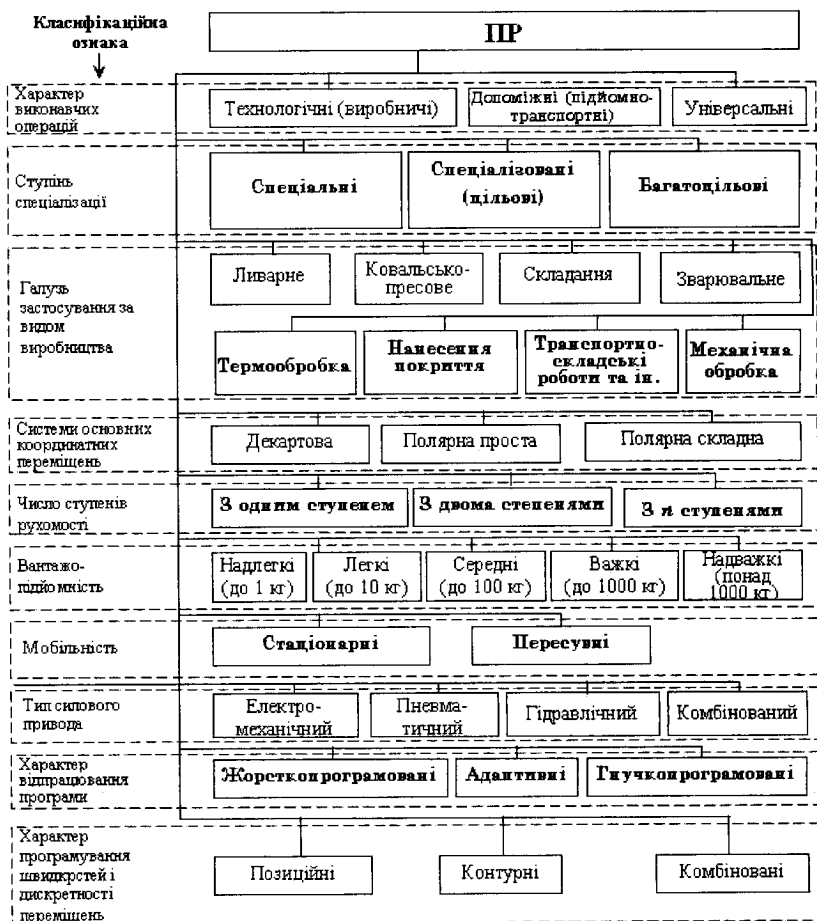 Класифікаційна
ознака
ПР
Характер
виконавчих
операцій
Технологічні (виробничі)
Допоміжні (підйомно-
транспортні)
Універсальні
Ступінь
спеціалізації
Спеціальні
Спеціалізовані
(цільові)
Багатоцільові
Галузь
застосування за
видом
виробництва
Ливарне
Ковальсько-
пресове
Складання
Зварювальне
Термообробка
Нанесення
покриття
Транспортно-
складські
роботи та ін.
Механічна
обробка
Системи основних
координатних
переміщень
Декартова
Полярна проста
Полярна складна
Число ступенів
рухомості
З одним ступенем
З двома степенями
З n ступенями
Вантажо-
підйомність
Надлегкі
(до 1 кг)
Легкі
(до 10 кг)
Середні
(до 100 кг)
Важкі
(до 1000 кг)
Надважкі
(понад
1000 кг)
Мобільність
Стаціонарні
Пересувні
Тип силового
привода
Електро-
механічний
Пневма-
тичний
Гідравлічний
Комбінований
Характер
відпрацювання
програми
Жорсткопрограмовані
Адаптивні
Гнучкопрограмовані
Характер
програмування
швидкрстей і
дискретності
переміщень
Позиційні
Контурні
Комбіновані